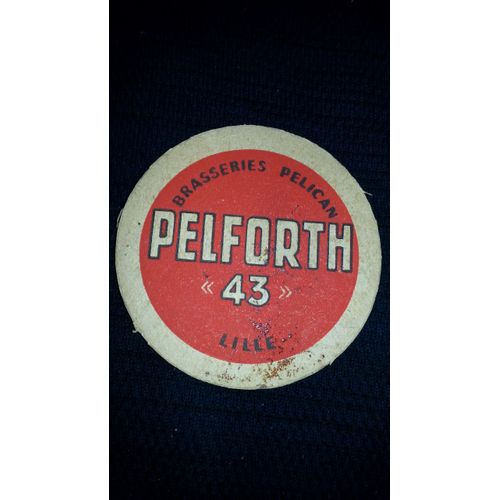 BRASSERIES PELICAN
PELFORTH
« 43 »
LILLE